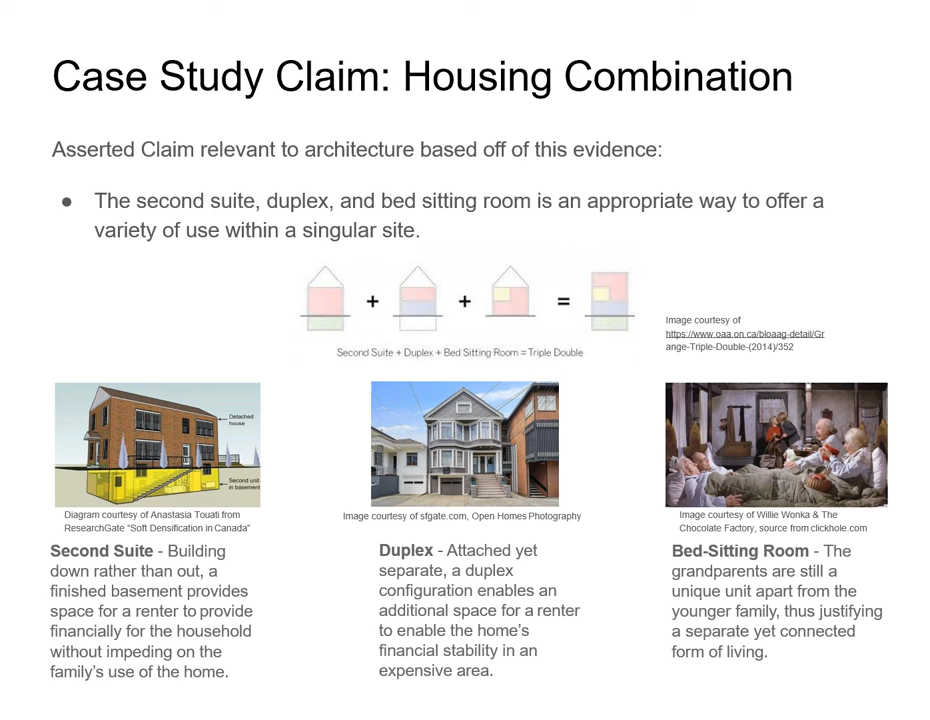 Case Study Claim: Housing Combination
Asserted Claim relevant to architecture based off of this evidence:
● The second suite, duplex, and bed sitting room is an appropriate way to offer a
variety of use within a singular site.
+ + =
Second Suite + Duplex + Bed Sitting Room = Triple Double
Image courtesy of
https://www.oaa.on.ca/bloaag-detail/Gr
ange-Triple-Double-(2014)/352
Detached
house
Second unit
in basement
Diagram courtesy of Anastasia Touati from
ResearchGate “Soft Densification in Canada”
Image courtesy of sfgate.com, Open Homes Photography
Image courtesy of Willie Wonka & The
Chocolate Factory, source from clickhole.com
Second Suite - Building
down rather than out, a
finished basement provides
space for a renter to provide
financially for the household
without impeding on the
family’s use of the home.
Duplex - Attached yet
separate, a duplex
configuration enables an
additional space for a renter
to enable the home’s
financial stability in an
expensive area.
Bed-Sitting Room - The
grandparents are still a
unique unit apart from the
younger family, thus justifying
a separate yet connected
form of living.